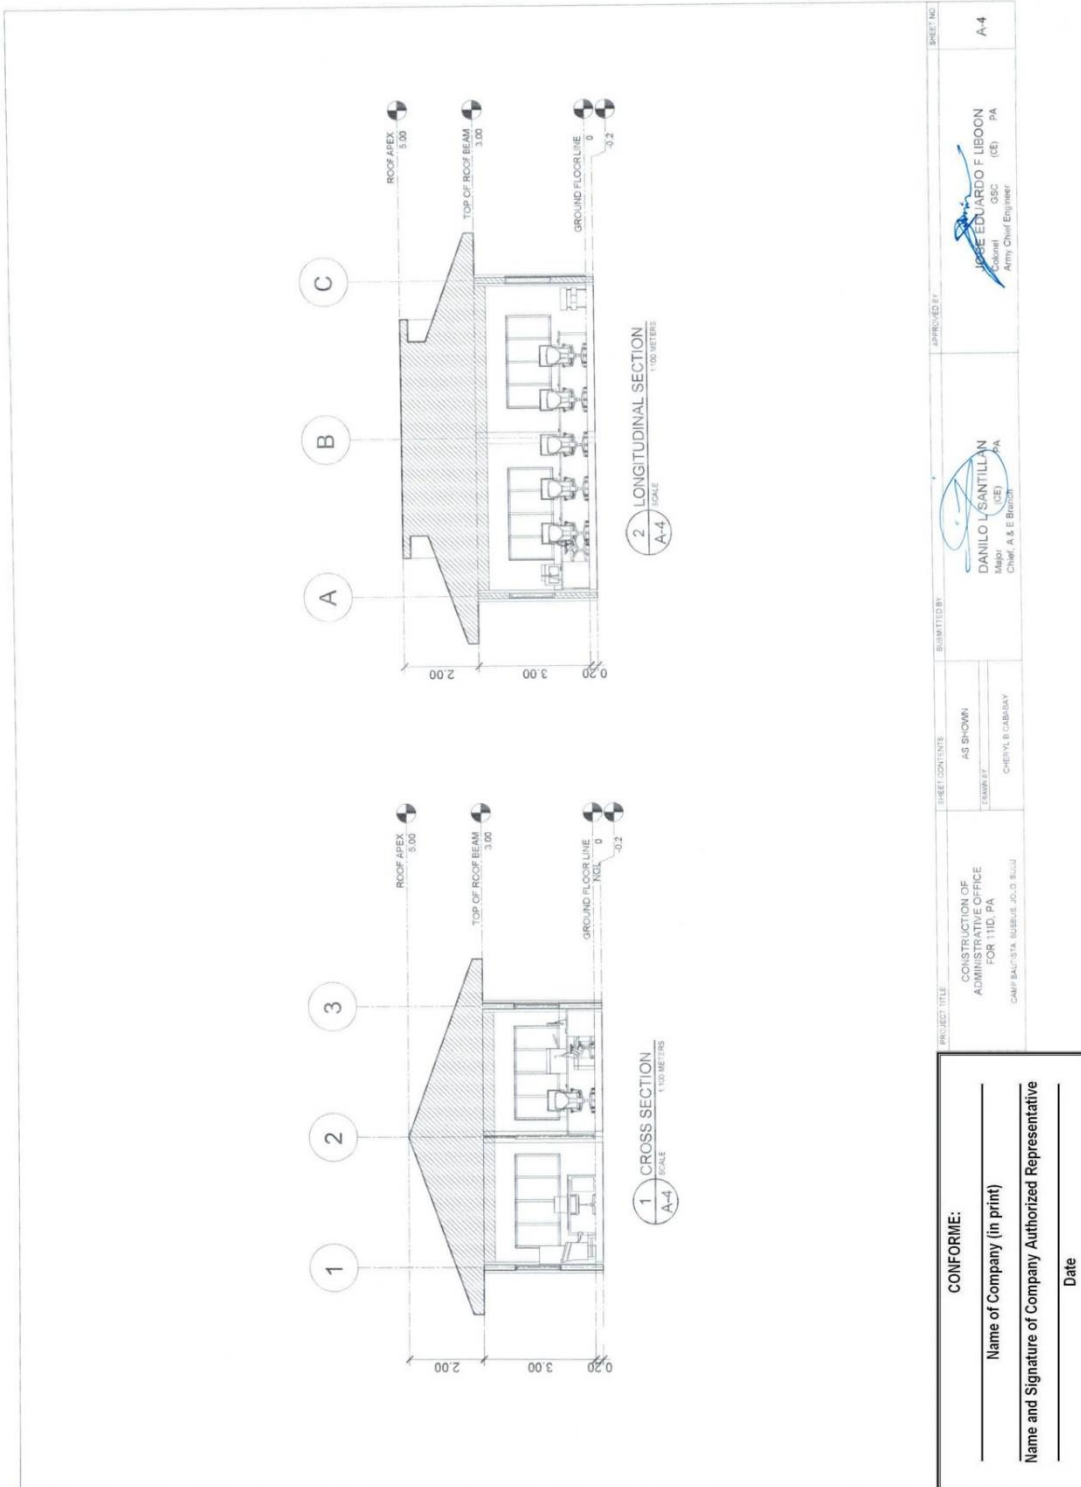 1
2
3
ROOF APEX
5.00
TOP OF ROOF BEAM
3.00
GROUND FLOOR LINE
0
NGL
-0.2
2.00
3.00
0.20
1
A-4
CROSS SECTION
SCALE
1:100 METERS
A
B
C
ROOF APEX
5.00
TOP OF ROOF BEAM
3.00
GROUND FLOOR LINE
0
-0.2
2.00
3.00
0.20
2
A-4
LONGITUDINAL SECTION
SCALE
1:100 METERS
CONFORME:
Name of Company (in print)
Name and Signature of Company Authorized Representative
Date
PROJECT TITLE
CONSTRUCTION OF
ADMINISTRATIVE OFFICE
FOR 11ID, PA
CAMP BAUTISTA, BUSBUS, JOLO, SULU
SHEET CONTENTS
AS SHOWN
DRAWN BY
CHERYL B CABABAY
SUBMITTED BY
DANILO L SANTILLAN
Major (CE) PA
Chief, A & E Branch
APPROVED BY
JOSE EDUARDO F LIBOON
Colonel GSC (CE) PA
Army Chief Engineer
SHEET NO
A-4